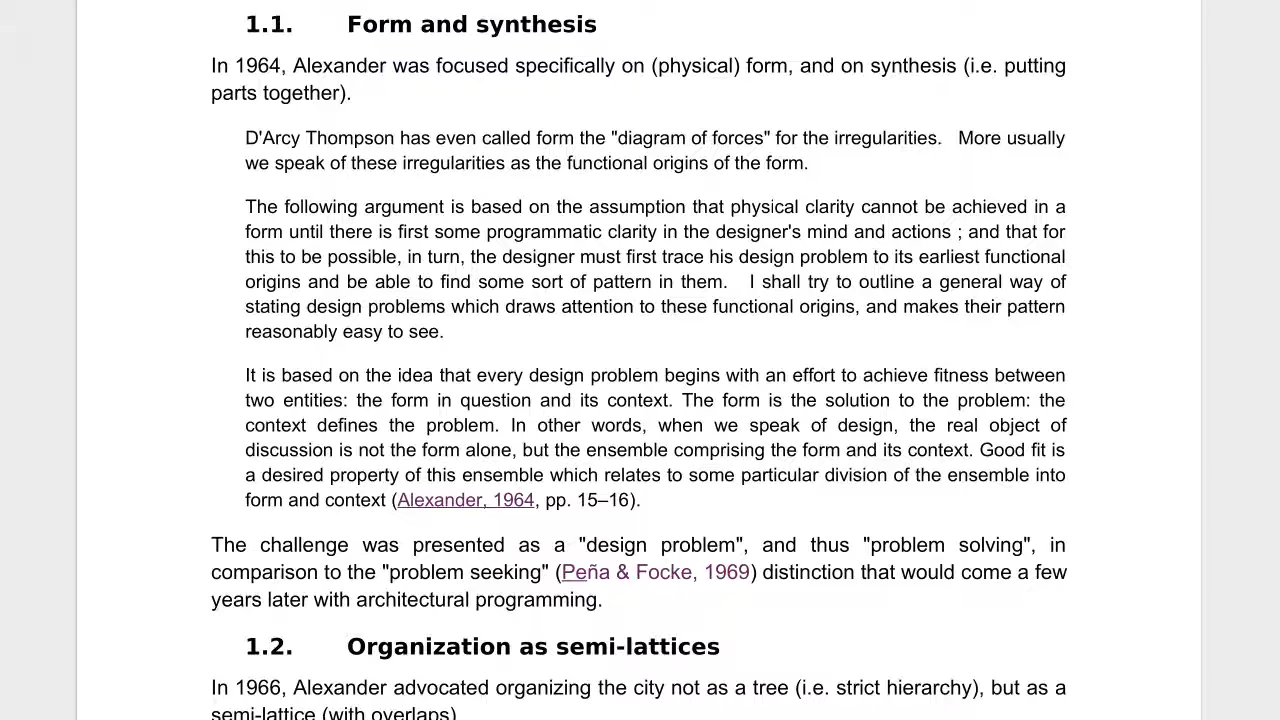 1.1. Form and synthesis
In 1964, Alexander was focused specifically on (physical) form, and on synthesis (i.e. putting
parts together).
D'Arcy Thompson has even called form the "diagram of forces" for the irregularities. More usually
we speak of these irregularities as the functional origins of the form.
The following argument is based on the assumption that physical clarity cannot be achieved in a
form until there is first some programmatic clarity in the designer's mind and actions ; and that for
this to be possible, in turn, the designer must first trace his design problem to its earliest functional
origins and be able to find some sort of pattern in them. I shall try to outline a general way of
stating design problems which draws attention to these functional origins, and makes their pattern
reasonably easy to see.
It is based on the idea that every design problem begins with an effort to achieve fitness between
two entities: the form in question and its context. The form is the solution to the problem: the
context defines the problem. In other words, when we speak of design, the real object of
discussion is not the form alone, but the ensemble comprising the form and its context. Good fit is
a desired property of this ensemble which relates to some particular division of the ensemble into
form and context (Alexander, 1964, pp. 15–16).
The challenge was presented as a "design problem", and thus "problem solving", in
comparison to the "problem seeking" (Peña & Focke, 1969) distinction that would come a few
years later with architectural programming.
1.2. Organization as semi-lattices
In 1966, Alexander advocated organizing the city not as a tree (i.e. strict hierarchy), but as a
semi-lattice (with overlaps)